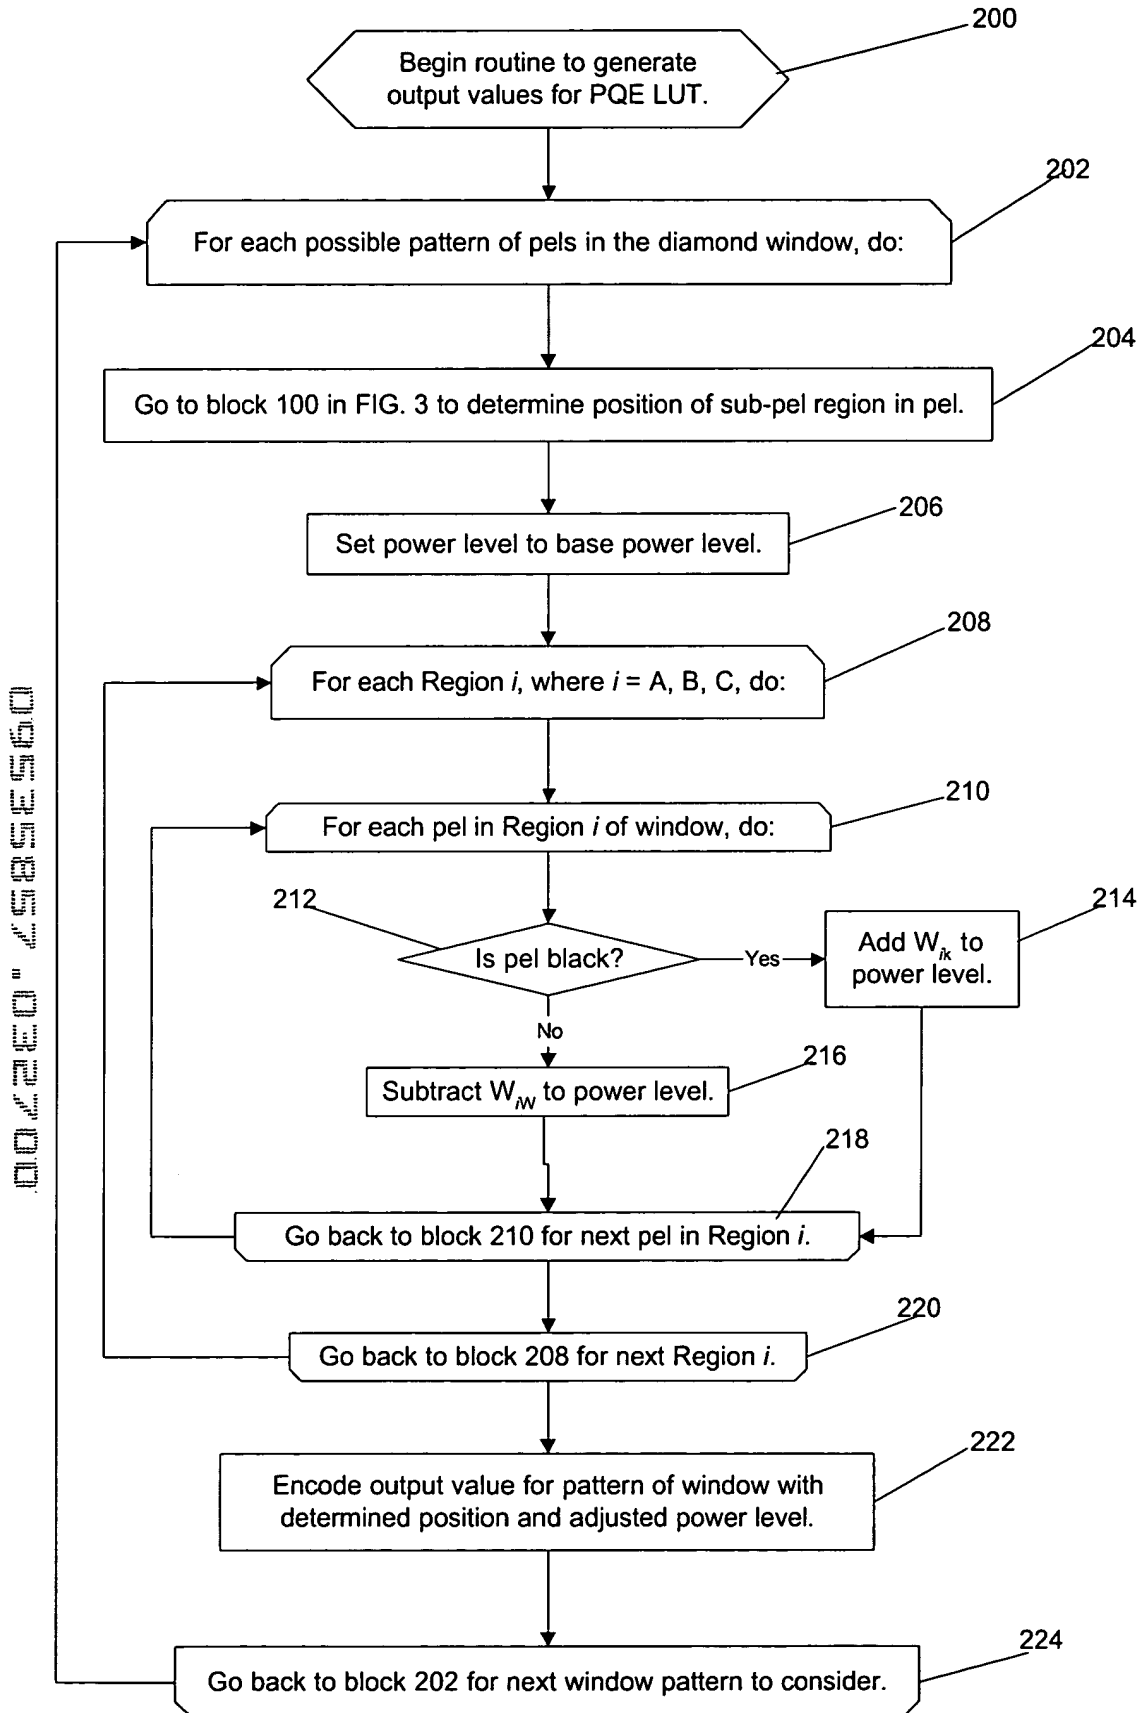 200
Begin routine to generate
output values for PQE LUT.
202
For each possible pattern of pels in the diamond window, do:
204
Go to block 100 in FIG. 3 to determine position of sub-pel region in pel.
206
Set power level to base power level.
208
For each Region i, where i = A, B, C, do:
210
For each pel in Region i of window, do:
212
Is pel black?
Yes
214
Add W_ik to
power level.
No
216
Subtract W_iW to power level.
218
Go back to block 210 for next pel in Region i.
220
Go back to block 208 for next Region i.
222
Encode output value for pattern of window with
determined position and adjusted power level.
224
Go back to block 202 for next window pattern to consider.
09535857.032700